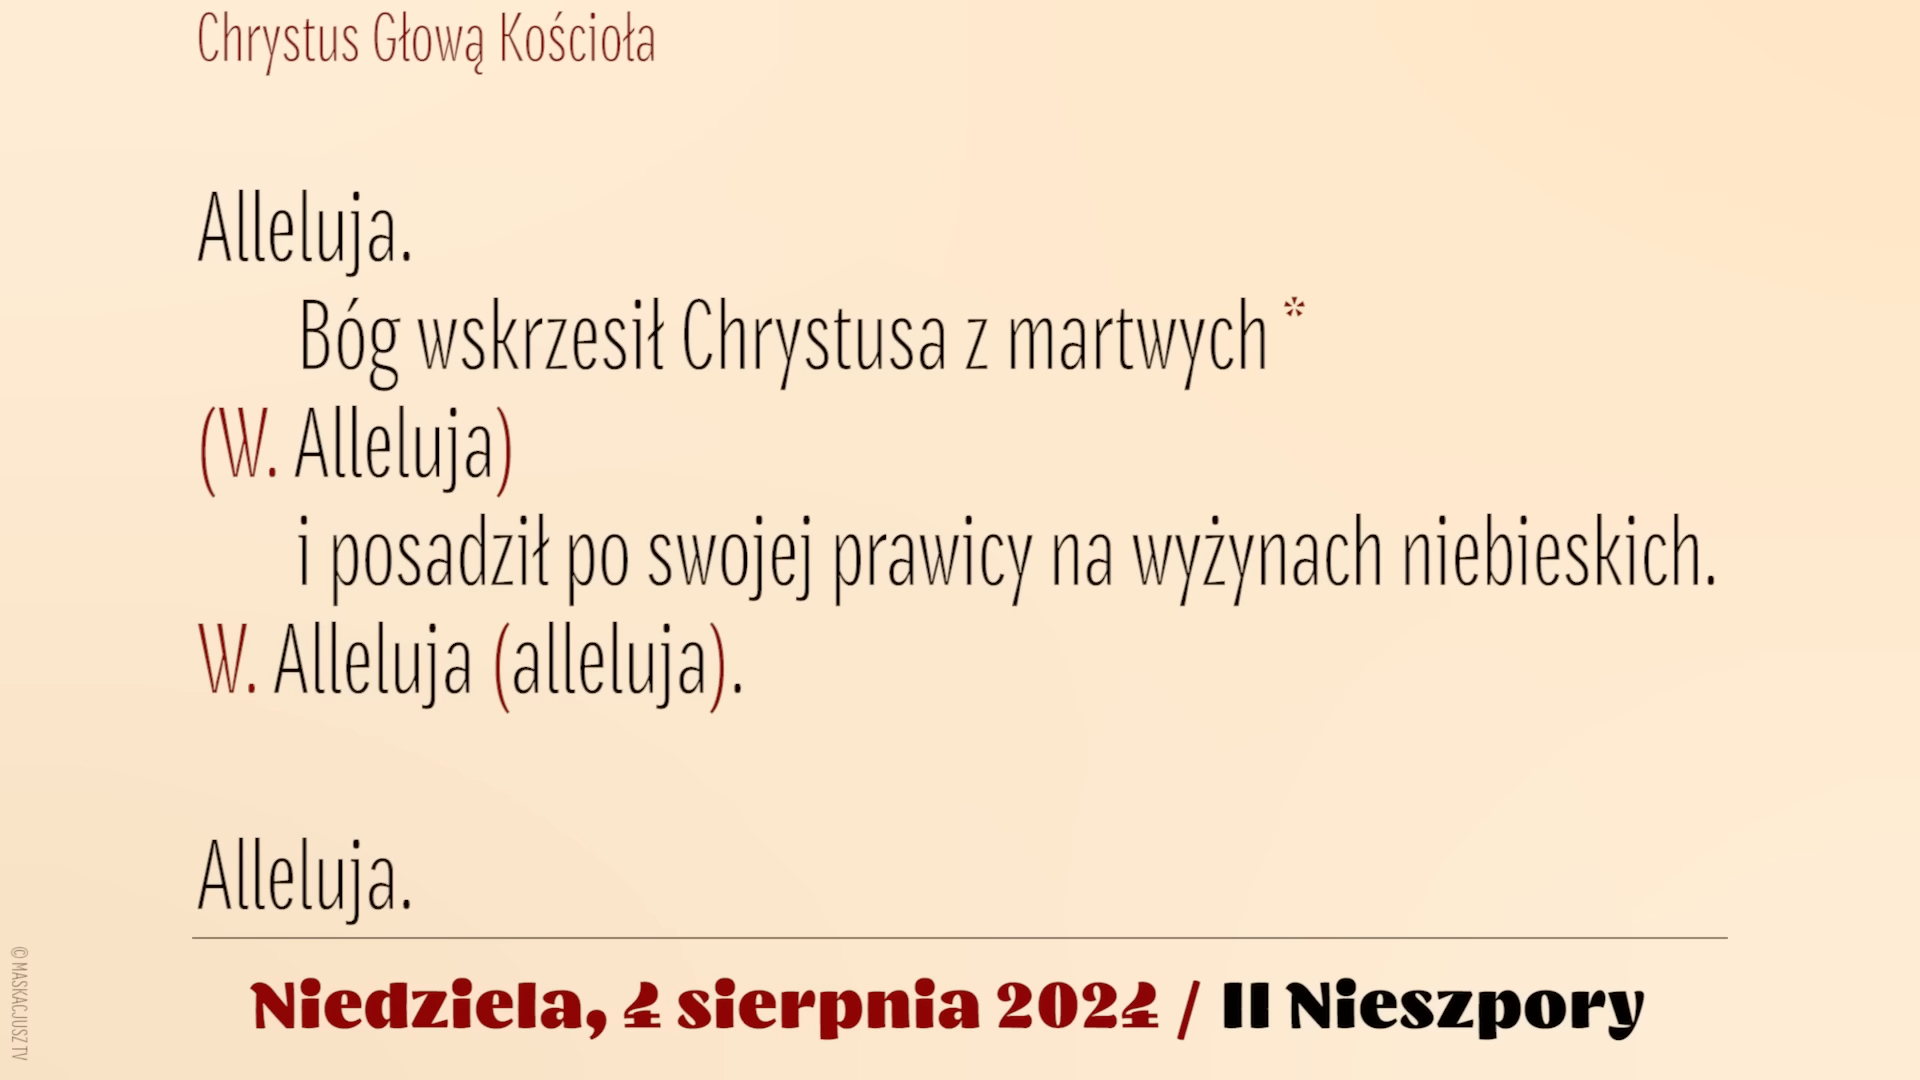 Chrystus Głową Kościoła
Alleluja.
Bóg wskrzesił Chrystusa z martwych *
(W. Alleluja)
i posadził po swojej prawicy na wyżynach niebieskich.
W. Alleluja (alleluja).
Alleluja.
Niedziela, 4 sierpnia 2024 / II Nieszpory
© MASKACJUSZ TV